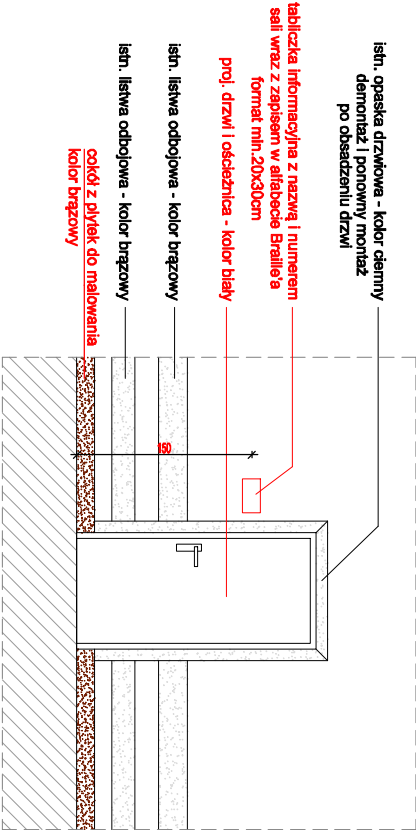 istn. opaska drzwiowa - kolor ciemny
demontaż i ponowny montaż
po obsadzeniu drzwi
tabliczka informacyjna z nazwą i numerem
sali wraz z zapisem w alfabecie Braille'a
format min.20x30cm
proj. drzwi i ościeżnica - kolor biały
istn. listwa odbojowa - kolor brązowy
istn. listwa odbojowa - kolor brązowy
cokół z płytek do malowania
kolor brązowy
150